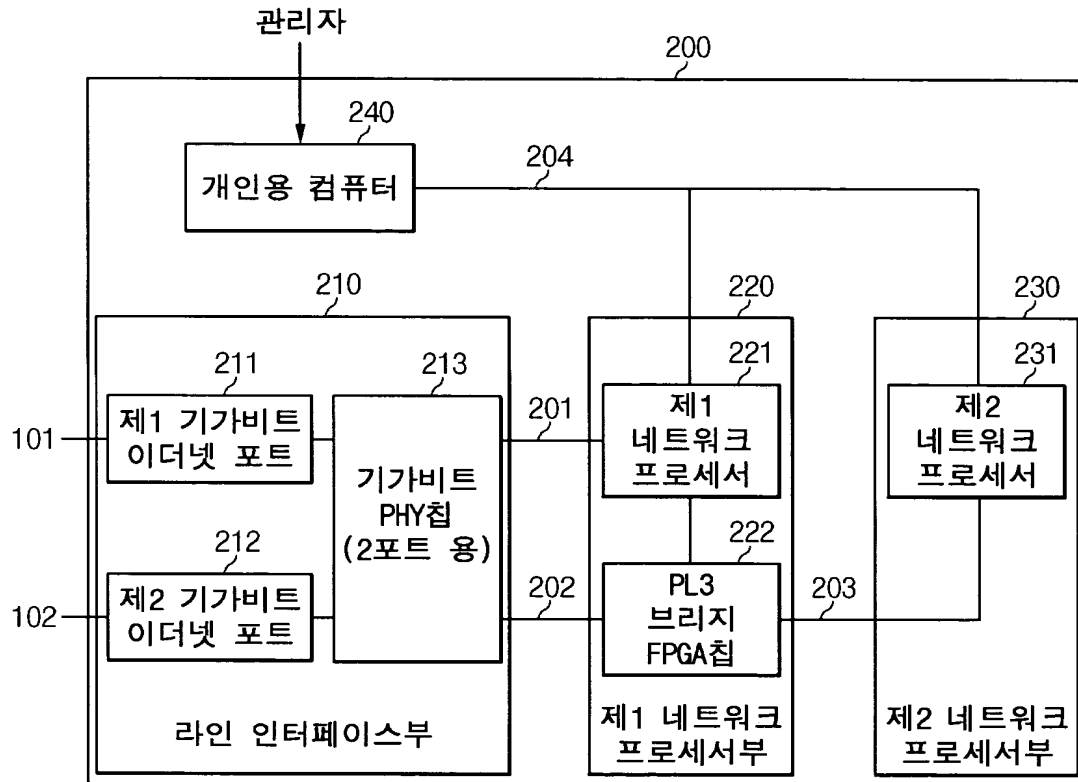 관리자
200
240
개인용 컴퓨터
204
210
220
230
211
213
221
231
제1 기가비트
이더넷 포트
101
201
제1
네트워크
프로세서
제2
네트워크
프로세서
기가비트
PHY칩
(2포트 용)
212
222
제2 기가비트
이더넷 포트
102
202
PL3
브리지
FPGA칩
203
라인 인터페이스부
제1 네트워크
프로세서부
제2 네트워크
프로세서부